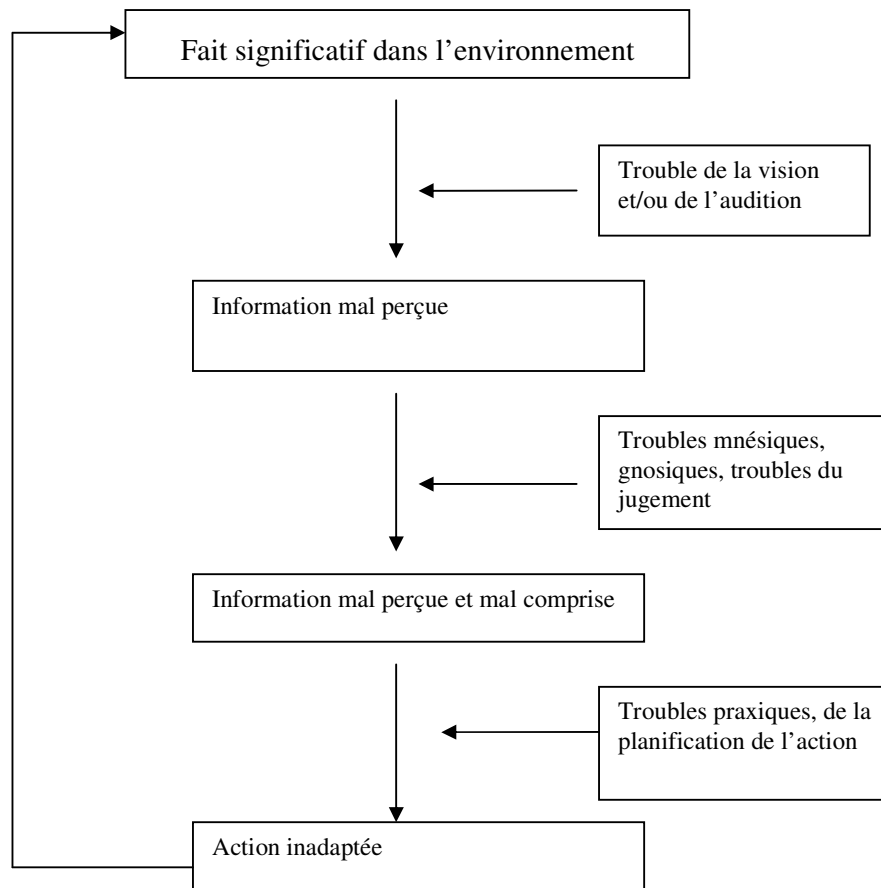 Fait significatif dans l’environnement
Trouble de la vision
et/ou de l’audition
Information mal perçue
Troubles mnésiques,
gnosiques, troubles du
jugement
Information mal perçue et mal comprise
Troubles praxiques, de la
planification de l’action
Action inadaptée